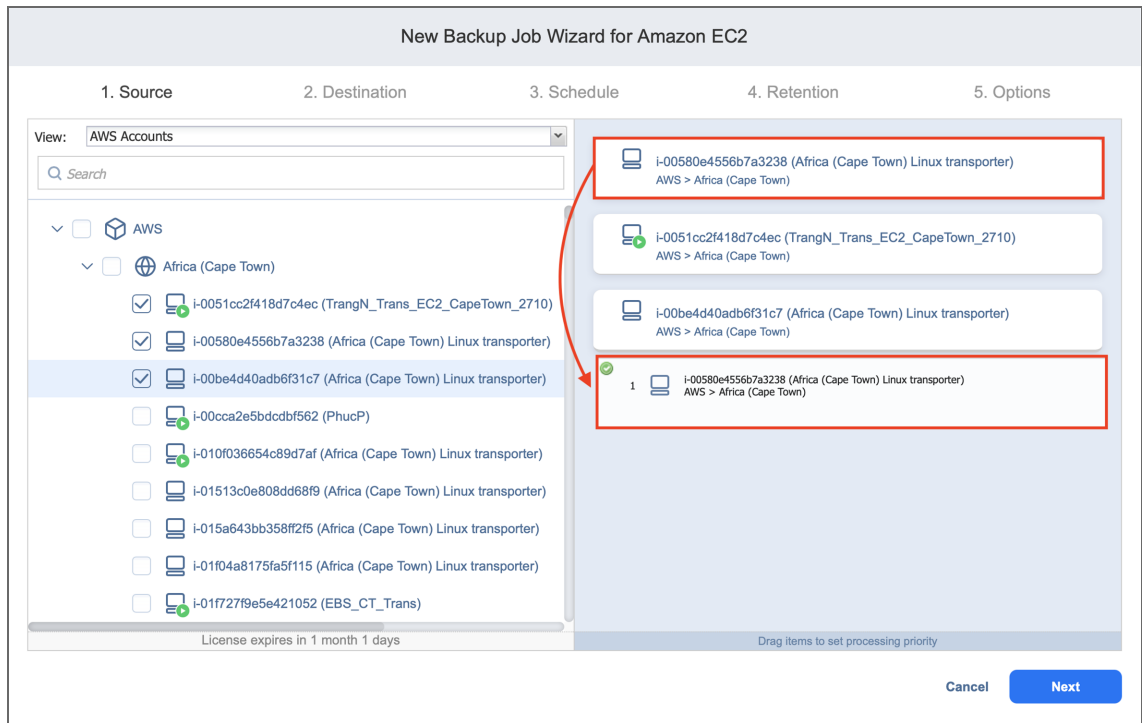 New Backup Job Wizard for Amazon EC2
1. Source
2. Destination
3. Schedule
4. Retention
5. Options
View:
AWS Accounts
Search
AWS
Africa (Cape Town)
i-0051cc2f418d7c4ec (TrangN_Trans_EC2_CapeTown_2710)
i-00580e4556b7a3238 (Africa (Cape Town) Linux transporter)
i-00be4d40adb6f31c7 (Africa (Cape Town) Linux transporter)
i-00cca2e5bdcdbf562 (PhucP)
i-010f036654c89d7af (Africa (Cape Town) Linux transporter)
i-01513c0e808dd68f9 (Africa (Cape Town) Linux transporter)
i-015a643bb358ff2f5 (Africa (Cape Town) Linux transporter)
i-01f04a8175fa5f115 (Africa (Cape Town) Linux transporter)
i-01f727f9e5e421052 (EBS_CT_Trans)
License expires in 1 month 1 days
i-00580e4556b7a3238 (Africa (Cape Town) Linux transporter)
AWS > Africa (Cape Town)
i-0051cc2f418d7c4ec (TrangN_Trans_EC2_CapeTown_2710)
AWS > Africa (Cape Town)
i-00be4d40adb6f31c7 (Africa (Cape Town) Linux transporter)
AWS > Africa (Cape Town)
1
i-00580e4556b7a3238 (Africa (Cape Town) Linux transporter)
AWS > Africa (Cape Town)
Drag items to set processing priority
Cancel
Next